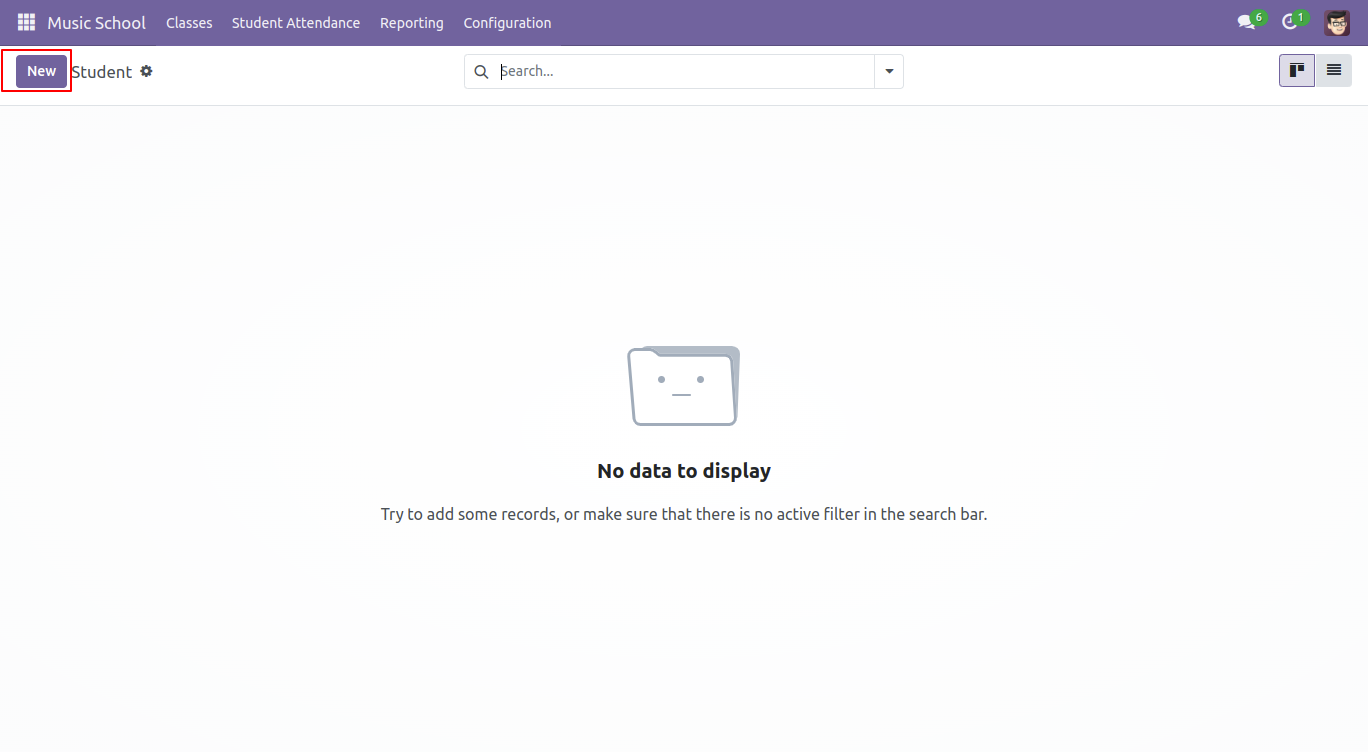 Music School Classes Student Attendance Reporting Configuration 6 1
New Student Search...
No data to display
Try to add some records, or make sure that there is no active filter in the search bar.